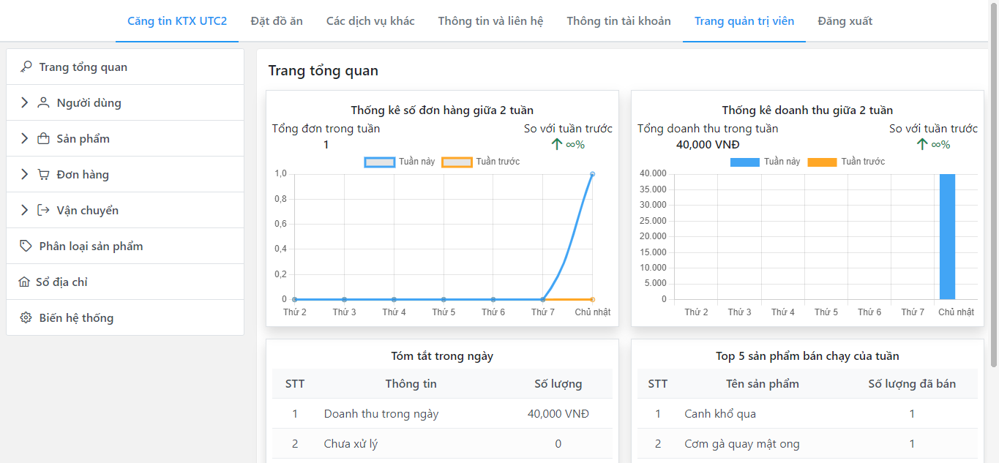 Căng tin KTX UTC2 Đặt đồ ăn Các dịch vụ khác Thông tin và liên hệ Thông tin tài khoản Trang quản trị viên Đăng xuất
Trang tổng quan
Người dùng
Sản phẩm
Đơn hàng
Vận chuyển
Phân loại sản phẩm
Sổ địa chỉ
Biến hệ thống
Trang tổng quan
Thống kê số đơn hàng giữa 2 tuần
Tổng đơn trong tuần So với tuần trước
1 ↑ ∞%
Tuần này Tuần trước
1,0
0,8
0,6
0,4
0,2
0
Thứ 2 Thứ 3 Thứ 4 Thứ 5 Thứ 6 Thứ 7 Chủ nhật
Thống kê doanh thu giữa 2 tuần
Tổng doanh thu trong tuần So với tuần trước
40,000 VNĐ ↑ ∞%
Tuần này Tuần trước
40.000
35.000
30.000
25.000
20.000
15.000
10.000
5.000
0
Thứ 2 Thứ 3 Thứ 4 Thứ 5 Thứ 6 Thứ 7 Chủ nhật
Tóm tắt trong ngày
STT Thông tin Số lượng
1 Doanh thu trong ngày 40,000 VNĐ
2 Chưa xử lý 0
Top 5 sản phẩm bán chạy của tuần
STT Tên sản phẩm Số lượng đã bán
1 Canh khổ qua 1
2 Cơm gà quay mật ong 1